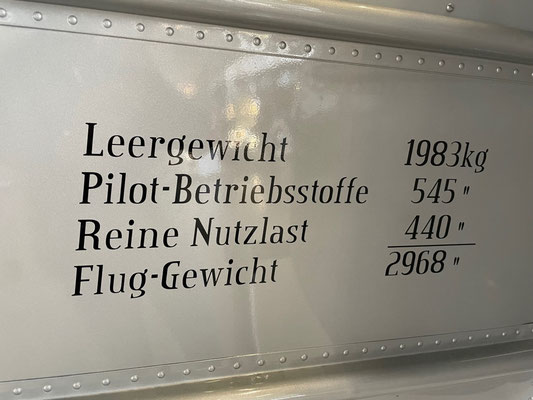 Leergewicht 1983kg
Pilot-Betriebsstoffe 545 "
Reine Nutzlast 440 "
Flug-Gewicht 2968 "